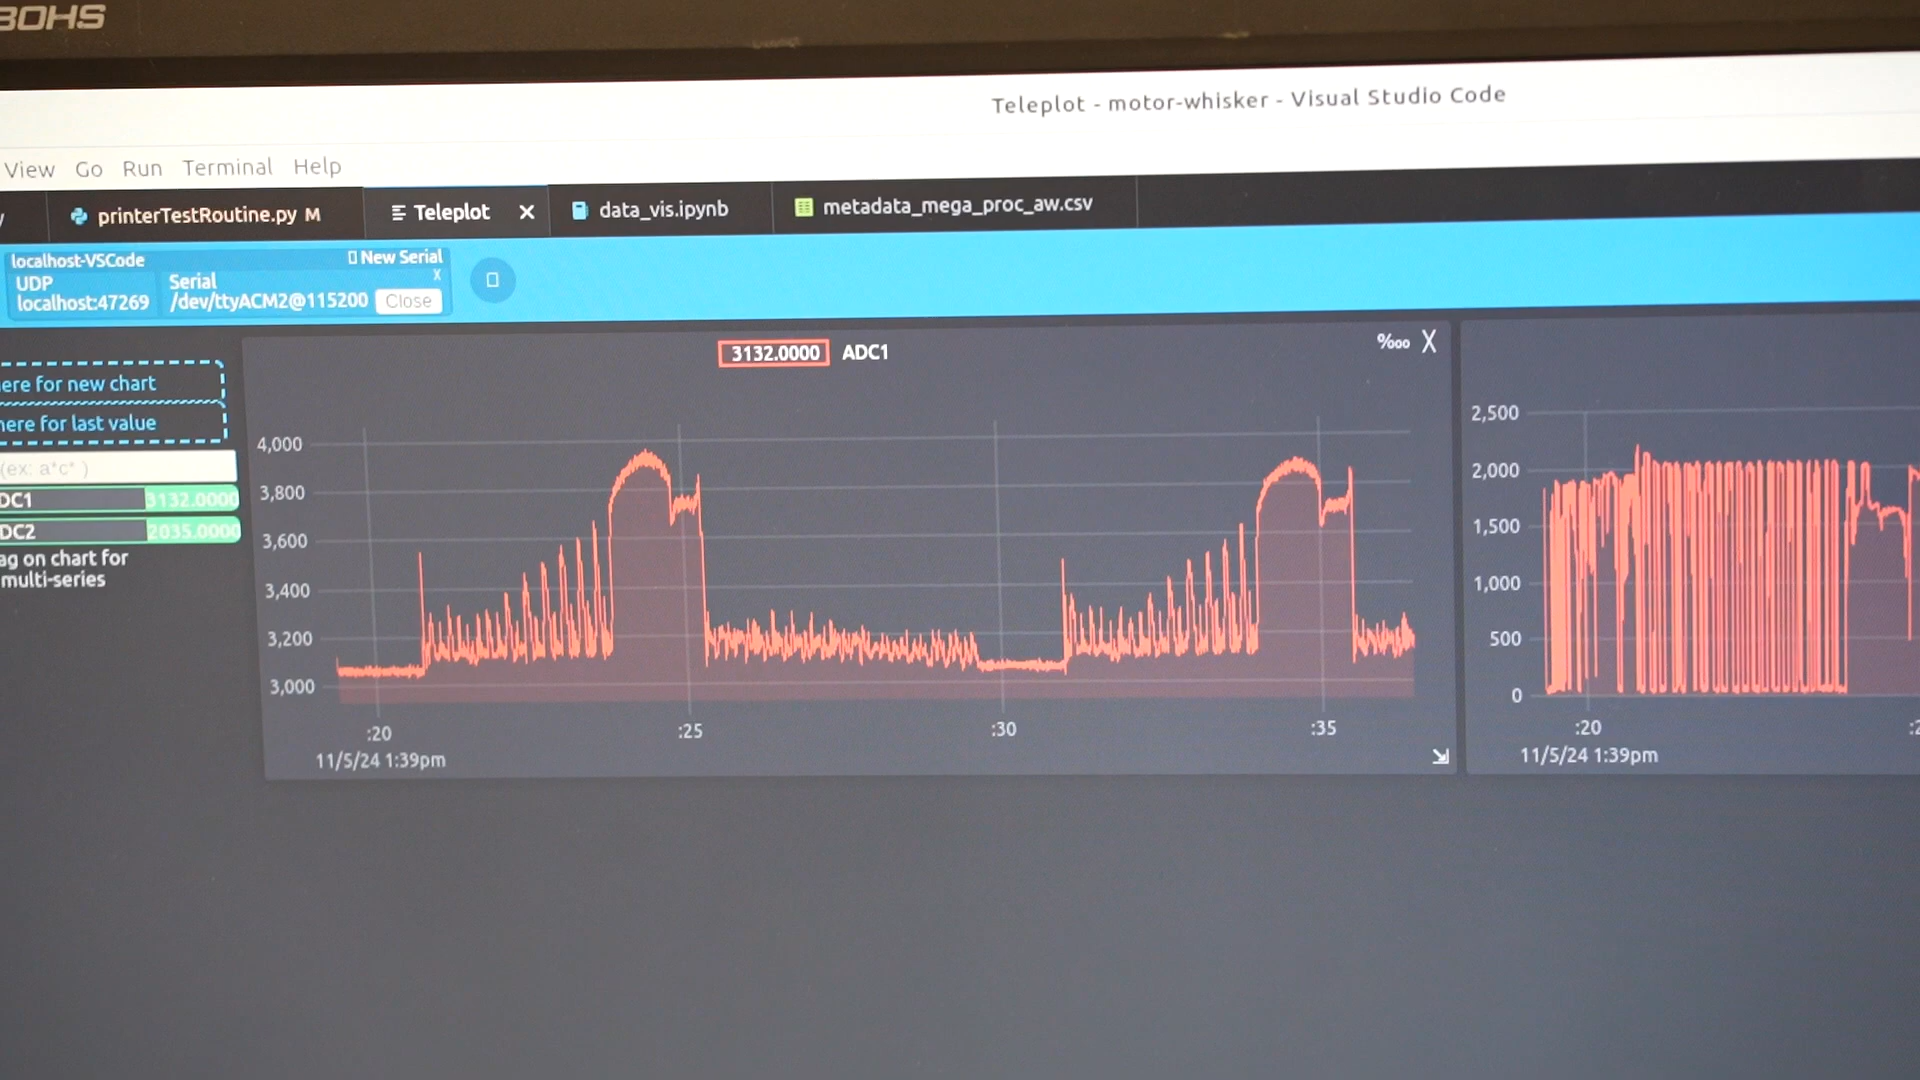 BOHS
Teleplot - motor-whisker - Visual Studio Code
View Go Run Terminal Help
printerTestRoutine.py M
Teleplot X
data_vis.ipynb
metadata_mega_proc_aw.csv
localhost-VSCode
New Serial
UDP
localhost:47269
Serial
X
/dev/ttyACM2@115200
Close
ere for new chart
here for last value
(ex: a*c* )
DC1 3132.0000
DC2 2035.0000
ag on chart for
multi-series
3132.0000 ADC1
‱ X
4,000
3,800
3,600
3,400
3,200
3,000
:20
:25
:30
:35
11/5/24 1:39pm
2,500
2,000
1,500
1,000
500
0
:20
11/5/24 1:39pm